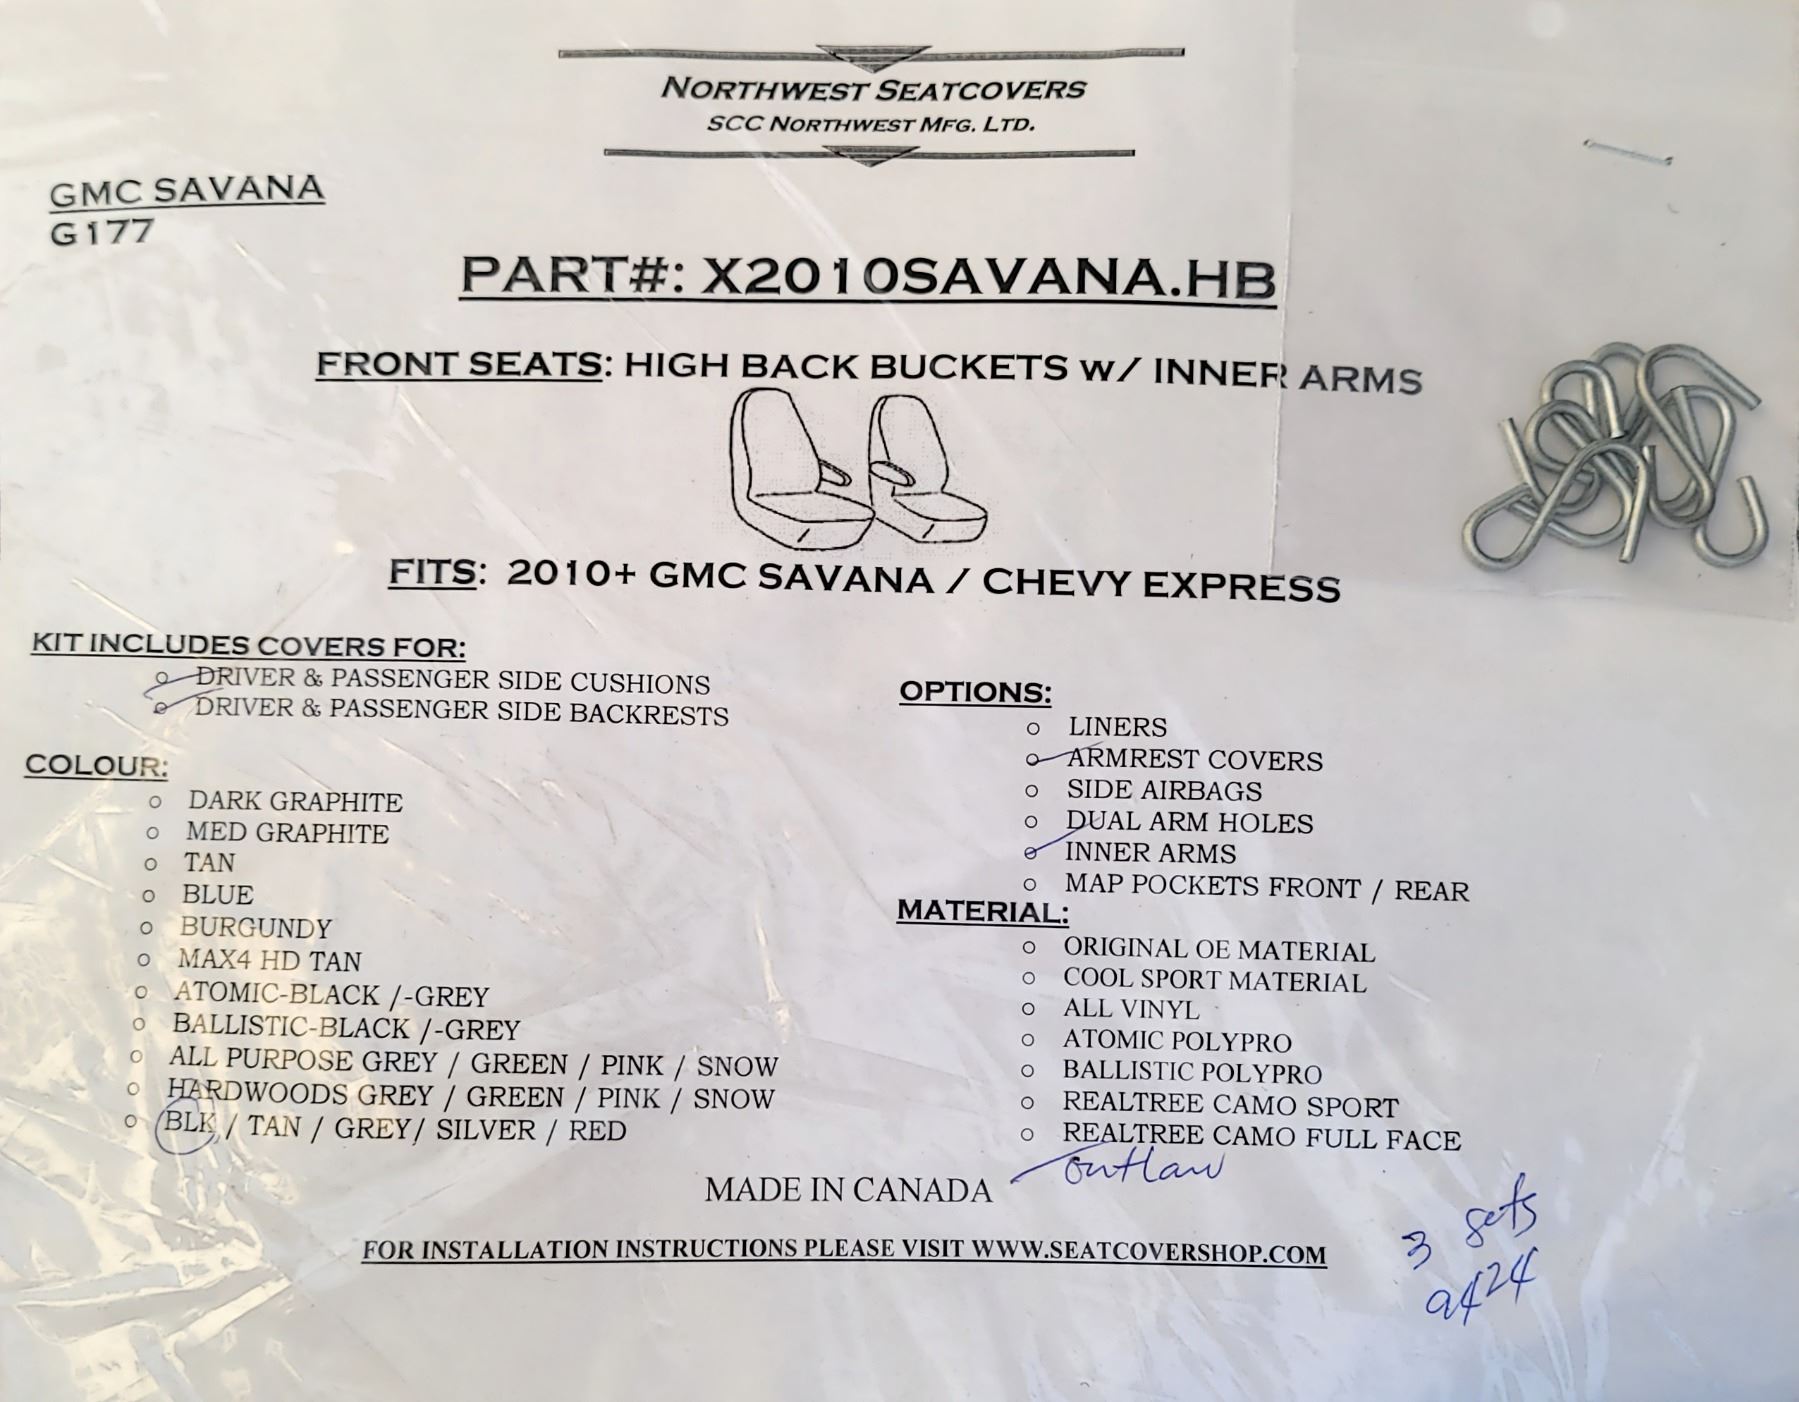 NORTHWEST SEATCOVERS
SCC NORTHWEST MFG. LTD.
GMC SAVANA
G177
PART#: X2010SAVANA.HB
FRONT SEATS: HIGH BACK BUCKETS w/ INNER ARMS
FITS: 2010+ GMC SAVANA / CHEVY EXPRESS
KIT INCLUDES COVERS FOR:
DRIVER & PASSENGER SIDE CUSHIONS
DRIVER & PASSENGER SIDE BACKRESTS
COLOUR:
DARK GRAPHITE
MED GRAPHITE
TAN
BLUE
BURGUNDY
MAX4 HD TAN
ATOMIC-BLACK /-GREY
BALLISTIC-BLACK /-GREY
ALL PURPOSE GREY / GREEN / PINK / SNOW
HARDWOODS GREY / GREEN / PINK / SNOW
BLK / TAN / GREY/ SILVER / RED
OPTIONS:
LINERS
ARMREST COVERS
SIDE AIRBAGS
DUAL ARM HOLES
INNER ARMS
MAP POCKETS FRONT / REAR
MATERIAL:
ORIGINAL OE MATERIAL
COOL SPORT MATERIAL
ALL VINYL
ATOMIC POLYPRO
BALLISTIC POLYPRO
REALTREE CAMO SPORT
REALTREE CAMO FULL FACE
outlaw
MADE IN CANADA
FOR INSTALLATION INSTRUCTIONS PLEASE VISIT WWW.SEATCOVERSHOP.COM
3 sets